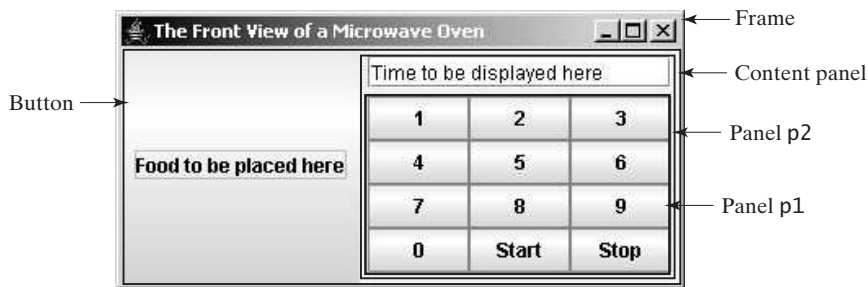 The Front View of a Microwave Oven
Frame
Time to be displayed here
Content panel
Button
1 2 3
Panel p2
Food to be placed here
4 5 6
7 8 9
Panel p1
0 Start Stop